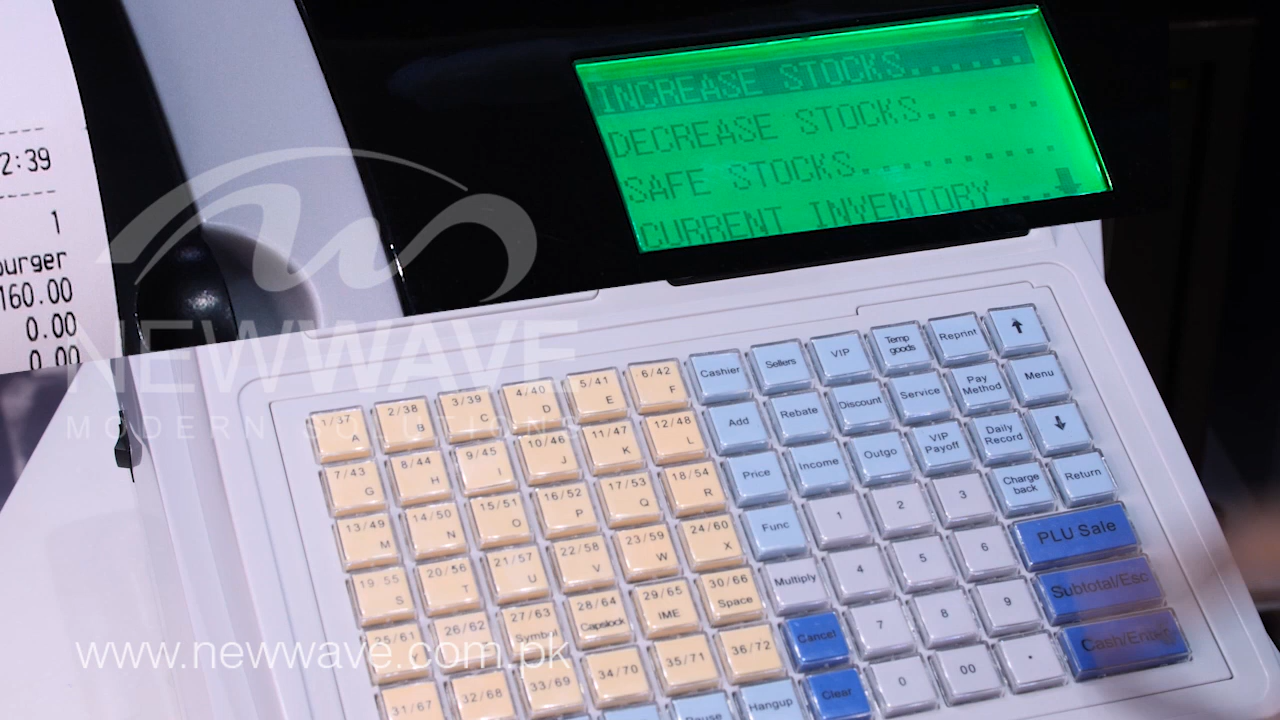 INCREASE STOCKS......
DECREASE STOCKS......
SAFE STOCKS.........
CURRENT INVENTORY...
2:39
1
burger
160.00
0.00
0.00
NEWWAVE
MODERN SOLUTIONS
1/37 A
2/38 B
3/39 C
4/40 D
5/41 E
6/42 F
Cashier
Sellers
VIP
Temp goods
Reprint
↑
7/43 G
8/44 H
9/45 I
10/46 J
11/47 K
12/48 L
Add
Rebate
Discount
Service
Pay Method
Menu
13/49 M
14/50 N
15/51 O
16/52 P
17/53 Q
18/54 R
Price
Income
Outgo
VIP Payoff
Daily Record
↓
19 55 S
20/56 T
21/57 U
22/58 V
23/59 W
24/60 X
Func
1
2
3
Charge back
Return
25/61
26/62
27/63 Symbol
28/64 Capslock
29/65 IME
30/66 Space
Multiply
4
5
6
PLU Sale
31/67
32/68
33/69
34/70
35/71
36/72
Cancel
7
8
9
Subtotal/Esc
Pause
Hangup
Clear
0
00
.
Cash/Enter
www.newwave.com.pk